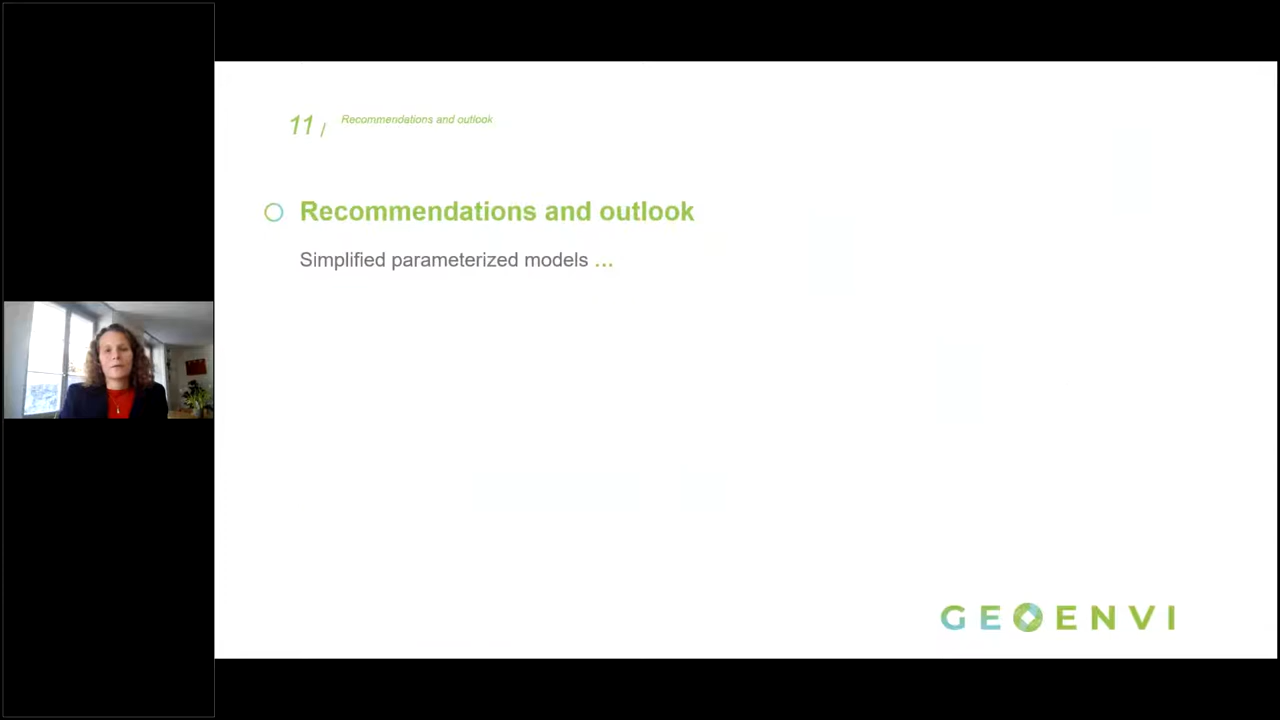 11 / Recommendations and outlook
Recommendations and outlook
Simplified parameterized models ...
GEOENVI